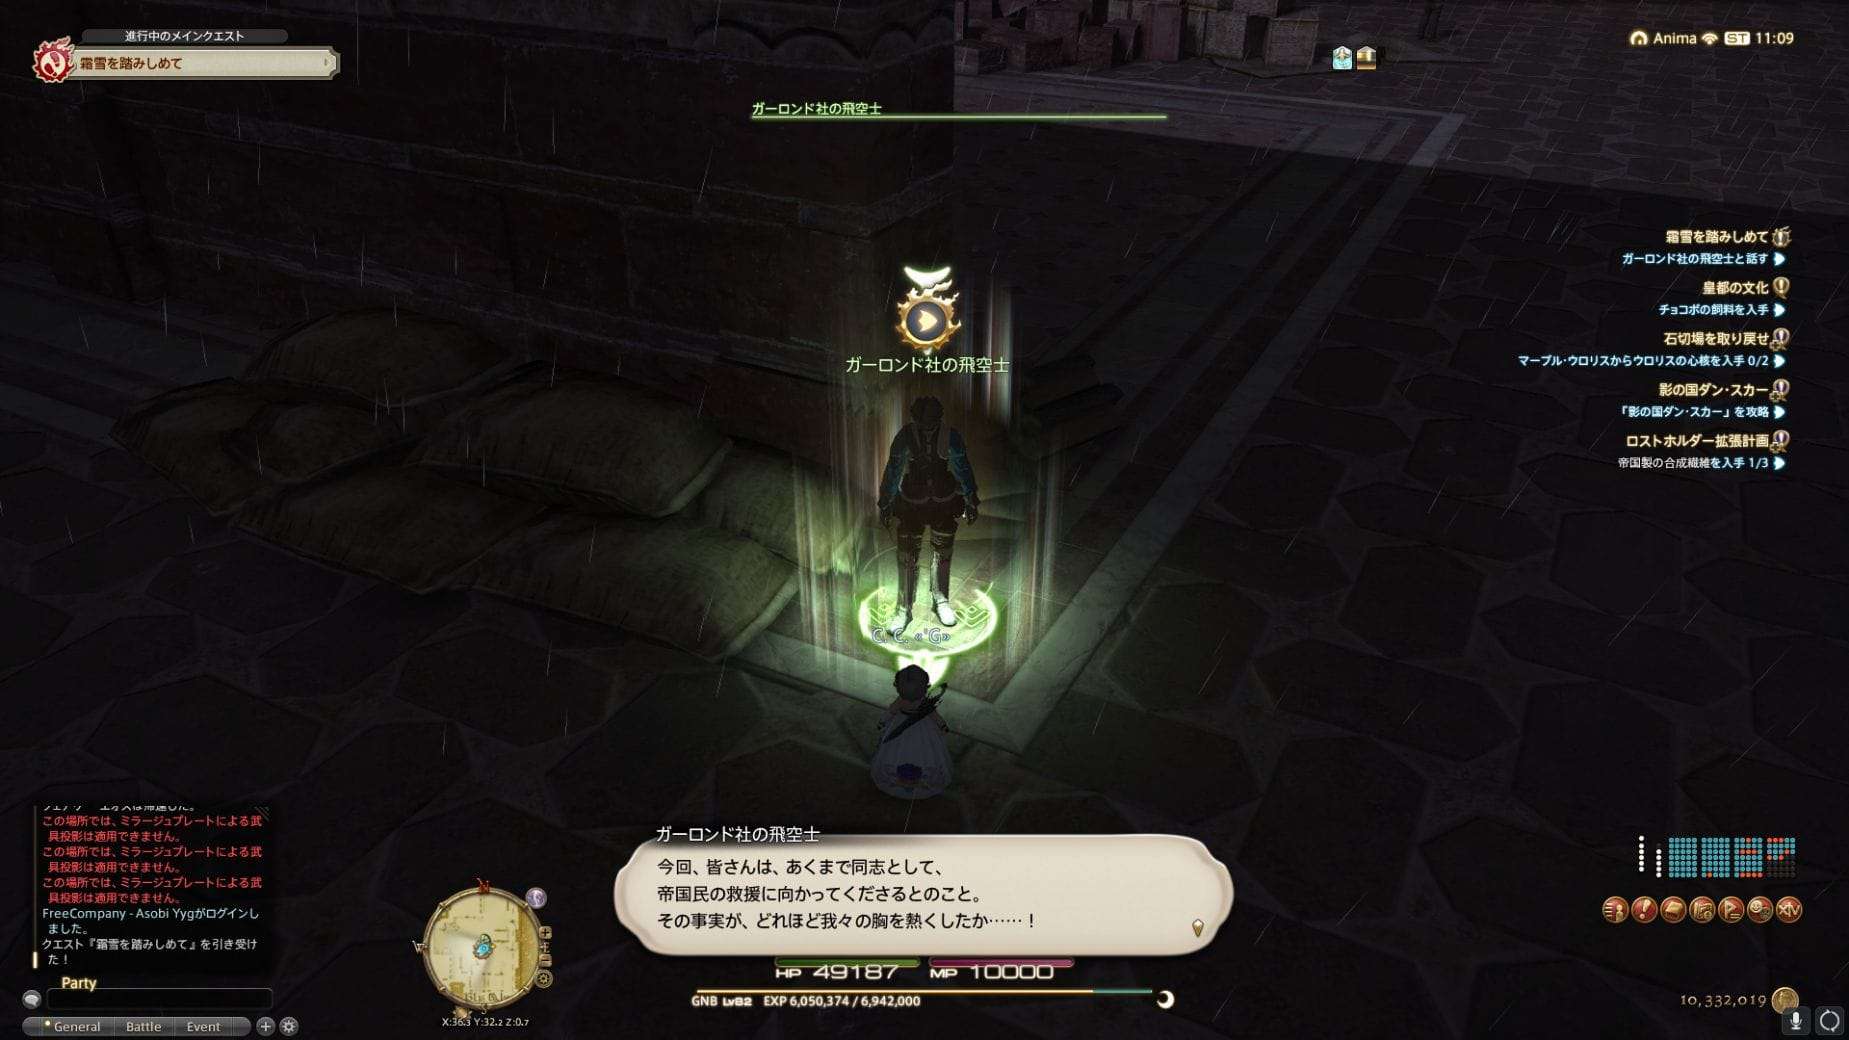 進行中のメインクエスト
霜雪を踏みしめて
Anima ST 11:09
ガーロンド社の飛空士
霜雪を踏みしめて
ガーロンド社の飛空士と話す
皇都の文化
チョコボの飼料を入手
石切場を取り戻せ
マーブル・ウロリスからウロリスの心核を入手 0/2
影の国ダン・スカー
「影の国ダン・スカー」を攻略
ロストホルダー拡張計画
帝国製の合成繊維を入手 1/3
ガーロンド社の飛空士
C. C. «'G»
この場所では、ミラージュプレートによる武
具投影は適用できません。
この場所では、ミラージュプレートによる武
具投影は適用できません。
この場所では、ミラージュプレートによる武
具投影は適用できません。
FreeCompany - Asobi Yygがログインし
ました。
クエスト『霜雪を踏みしめて』を引き受け
た！
Party
General Battle Event
N
W
E
X:36.3 Y:32.2 Z:0.7
ガーロンド社の飛空士
今回、皆さんは、あくまで同志として、
帝国民の救援に向かってくださるとのこと。
その事実が、どれほど我々の胸を熱くしたか……！
HP 49187 MP 10000
GNB Lv82 EXP 6,050,374 / 6,942,000
XIV
10,332,019